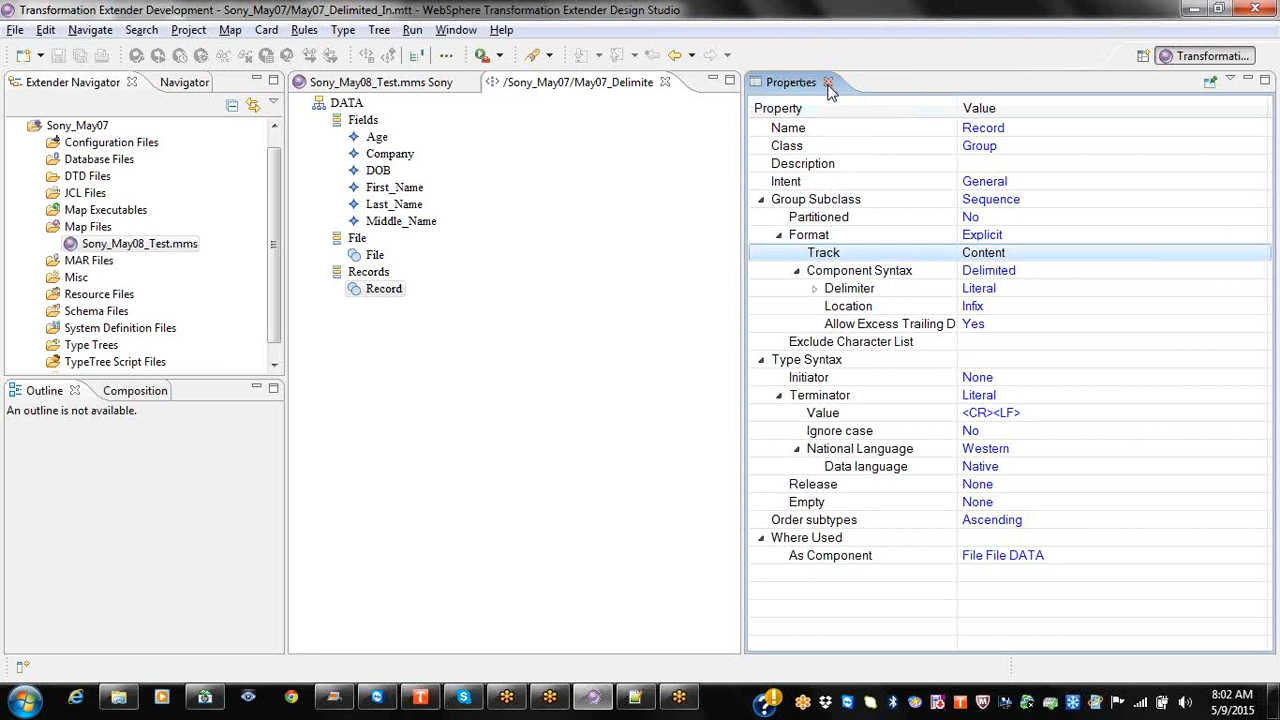 Transformation Extender Development - Sony_May07/May07_Delimited_In.mtt - WebSphere Transformation Extender Design Studio
File Edit Navigate Search Project Map Card Rules Type Tree Run Window Help
Transformati...
Extender Navigator
Navigator
Sony_May07
Configuration Files
Database Files
DTD Files
JCL Files
Map Executables
Map Files
Sony_May08_Test.mms
MAR Files
Misc
Resource Files
Schema Files
System Definition Files
Type Trees
TypeTree Script Files
Outline
Composition
An outline is not available.
Sony_May08_Test.mms Sony
/Sony_May07/May07_Delimite
DATA
Fields
Age
Company
DOB
First_Name
Last_Name
Middle_Name
File
File
Records
Record
Properties
Property Value
Name Record
Class Group
Description
Intent General
Group Subclass Sequence
Partitioned No
Format Explicit
Track Content
Component Syntax Delimited
Delimiter Literal
Location Infix
Allow Excess Trailing D Yes
Exclude Character List
Type Syntax
Initiator None
Terminator Literal
Value <CR><LF>
Ignore case No
National Language Western
Data language Native
Release None
Empty None
Order subtypes Ascending
Where Used
As Component File File DATA
8:02 AM
5/9/2015